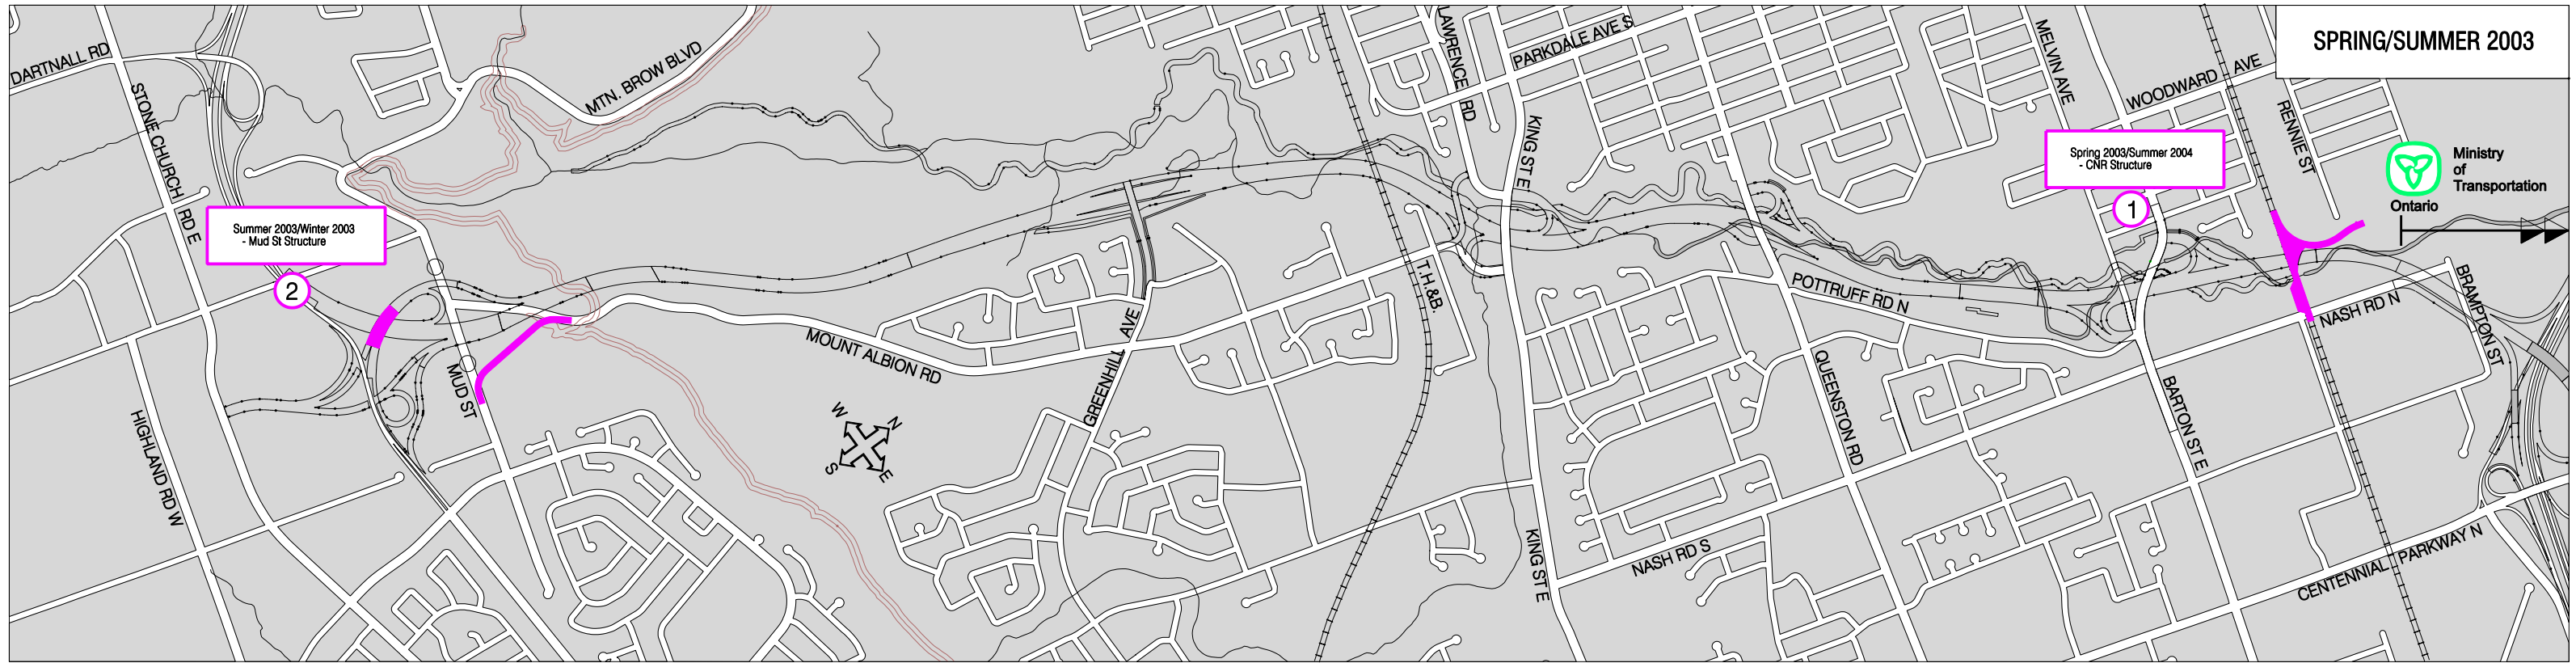 SPRING/SUMMER 2003
DARTNALL RD
STONE CHURCH RD E
MTN. BROW BLVD
LAWRENCE RD
PARKDALE AVE S
KING ST E
MELVIN AVE
WOODWARD AVE
RENNIE ST
Spring 2003/Summer 2004
- CNR Structure
1
Ministry
of
Transportation
Ontario
Summer 2003/Winter 2003
- Mud St Structure
2
T.H.&B.
POTTRUFF RD N
NASH RD N
BRAMPTON ST
MOUNT ALBION RD
GREENHILL AVE
MUD ST
HIGHLAND RD W
QUEENSTON RD
BARTON ST E
W
N
S
E
KING ST E
NASH RD S
CENTENNIAL PARKWAY N